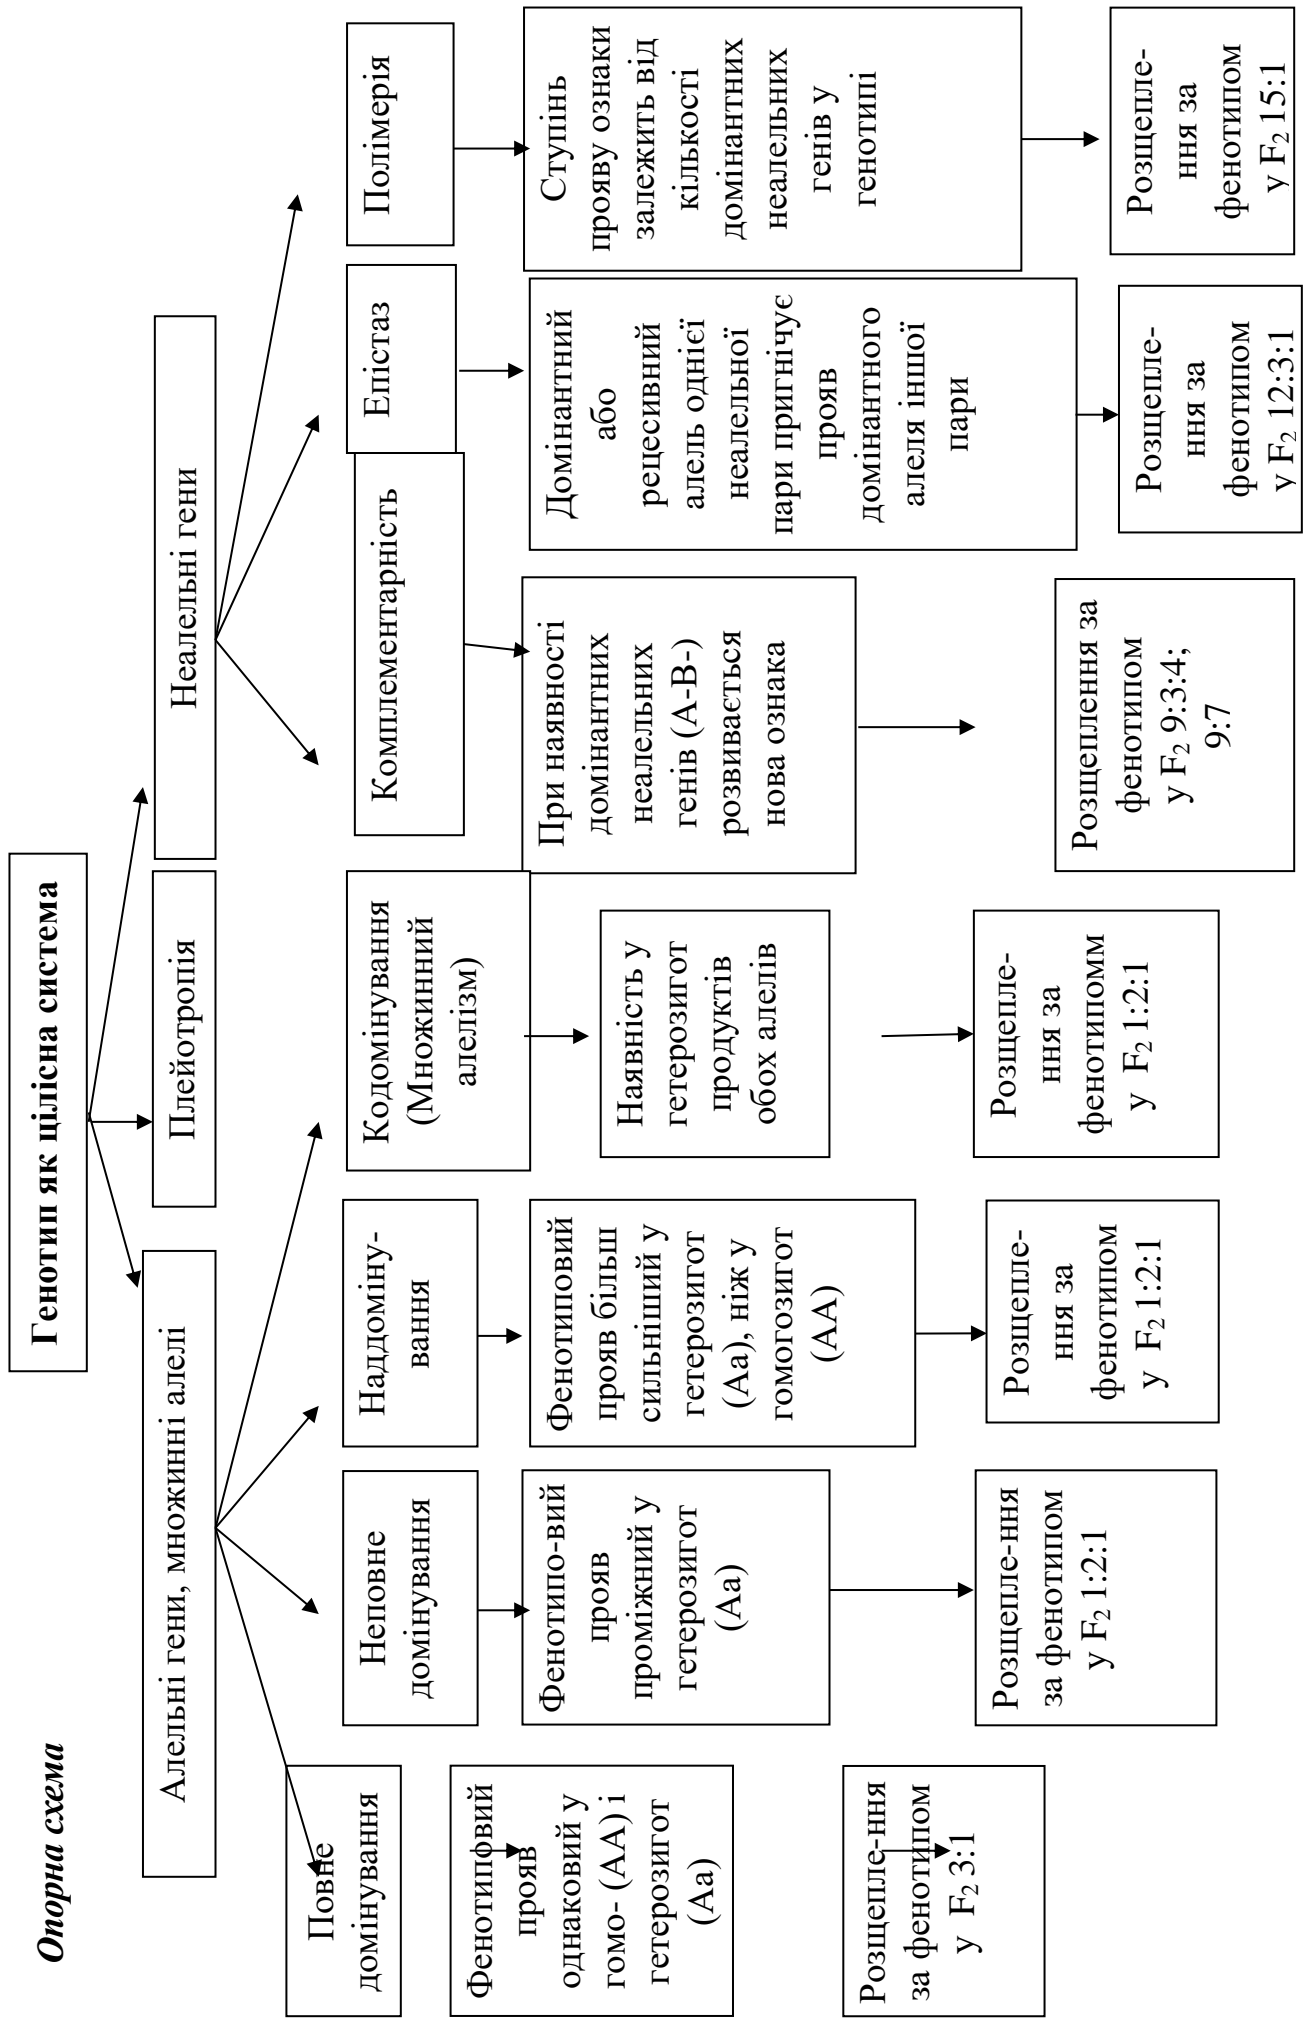 Опорна схема
Генотип як цілісна система
Алельні гени, множинні алелі
Плейотропія
Неалельні гени
Повне
домінування
Неповне
домінування
Наддоміну-
вання
Кодомінування
(Множинний
алелізм)
Комплементарність
Епістаз
Полімерія
Фенотиповий
прояв
однаковий у
гомо- (АА) і
гетерозигот
(Аа)
Фенотипо-вий
прояв
проміжний у
гетерозигот
(Аа)
Фенотиповий
прояв більш
сильніший у
гетерозигот
(Аа), ніж у
гомогозигот
(АА)
Наявність у
гетерозигот
продуктів
обох алелів
При наявності
домінантних
неалельних
генів (А-В-)
розвивається
нова ознака
Домінантний
або
рецесивний
алель однієї
неалельної
пари пригнічує
прояв
домінантного
алеля іншої
пари
Ступінь
прояву ознаки
залежить від
кількості
домінантних
неалельних
генів у
генотипі
Розщепле-ння
за фенотипом
у F₂ 3:1
Розщепле-ння
за фенотипом
у F₂ 1:2:1
Розщепле-
ння за
фенотипом
у F₂ 1:2:1
Розщепле-
ння за
фенотипомм
у F₂ 1:2:1
Розщеплення за
фенотипом
у F₂ 9:3:4;
9:7
Розщепле-
ння за
фенотипом
у F₂ 12:3:1
Розщепле-
ння за
фенотипом
у F₂ 15:1